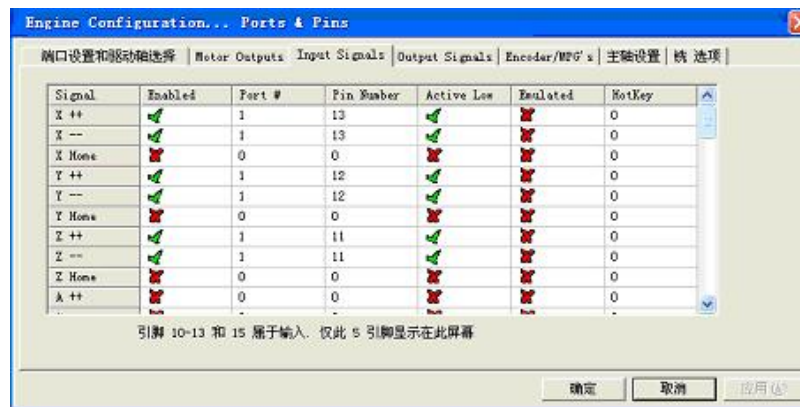 Engine Configuration... Ports & Pins
端口设置和驱动轴选择 Motor Outputs Input Signals Output Signals Encoder/MPG's 主轴设置 铣 选项
Signal Enabled Port # Pin Number Active Low Emulated HotKey
X ++ 1 13 0
X -- 1 13 0
X Home 0 0 0
Y ++ 1 12 0
Y -- 1 12 0
Y Home 0 0 0
Z ++ 1 11 0
Z -- 1 11 0
Z Home 0 0 0
A ++ 0 0 0
引脚 10-13 和 15 属于输入. 仅此 5 引脚显示在此屏幕
确定 取消 应用(A)